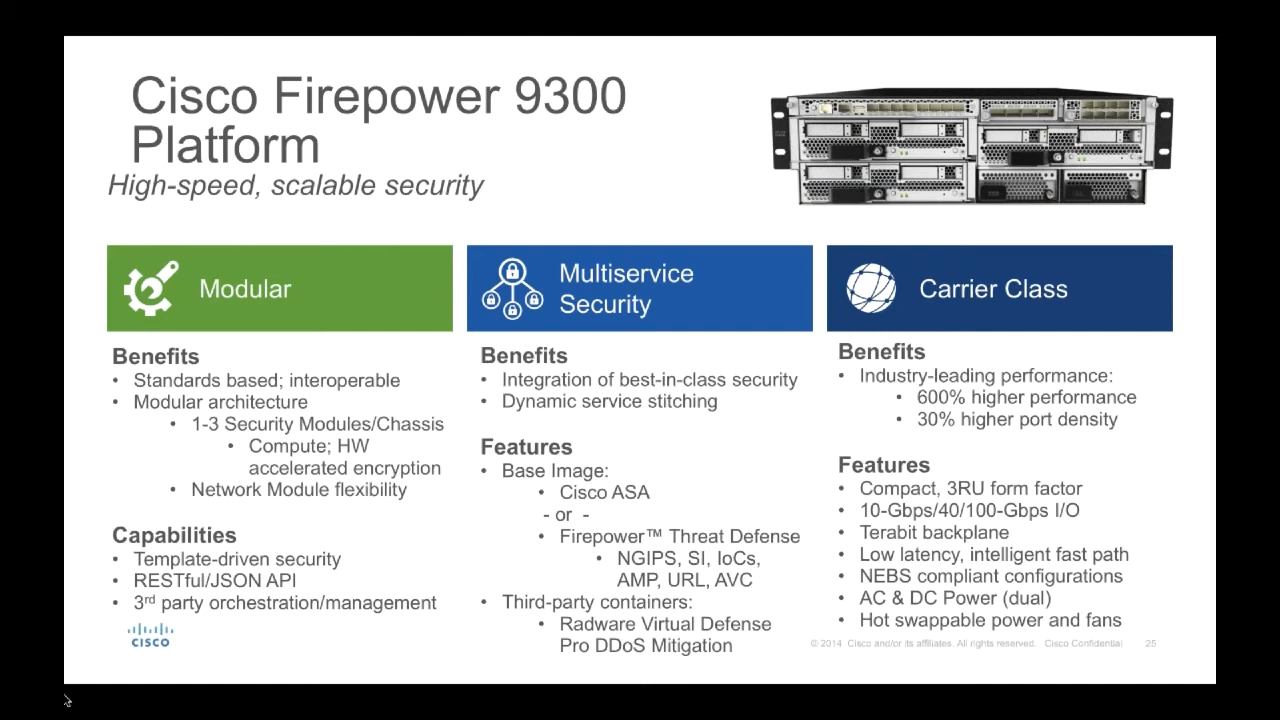 Cisco Firepower 9300
Platform
High-speed, scalable security
Modular
Benefits
• Standards based; interoperable
• Modular architecture
• 1-3 Security Modules/Chassis
• Compute; HW
accelerated encryption
• Network Module flexibility
Capabilities
• Template-driven security
• RESTful/JSON API
• 3rd party orchestration/management
CISCO
Multiservice
Security
Benefits
• Integration of best-in-class security
• Dynamic service stitching
Features
• Base Image:
• Cisco ASA
- or -
• Firepower™ Threat Defense
• NGIPS, SI, IoCs,
AMP, URL, AVC
• Third-party containers:
• Radware Virtual Defense
Pro DDoS Mitigation
Carrier Class
Benefits
• Industry-leading performance:
• 600% higher performance
• 30% higher port density
Features
• Compact, 3RU form factor
• 10-Gbps/40/100-Gbps I/O
• Terabit backplane
• Low latency, intelligent fast path
• NEBS compliant configurations
• AC & DC Power (dual)
• Hot swappable power and fans
© 2014 Cisco and/or its affiliates. All rights reserved. Cisco Confidential 25